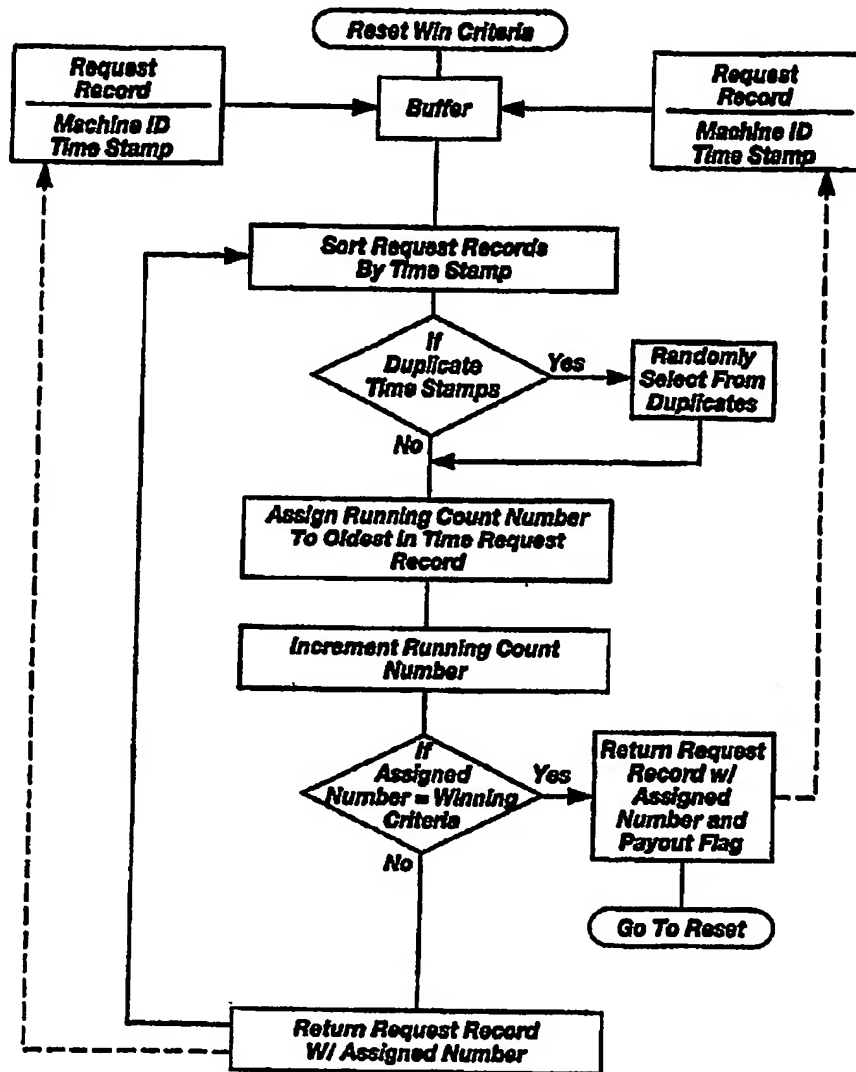 Reset Win Criteria
Request
Record
Machine ID
Time Stamp
Buffer
Request
Record
Machine ID
Time Stamp
Sort Request Records
By Time Stamp
If
Duplicate
Time Stamps
Yes
Randomly
Select From
Duplicates
No
Assign Running Count Number
To Oldest in Time Request
Record
Increment Running Count
Number
If
Assigned
Number = Winning
Criteria
Yes
Return Request
Record w/
Assigned
Number and
Payout Flag
No
Go To Reset
Return Request Record
W/ Assigned Number